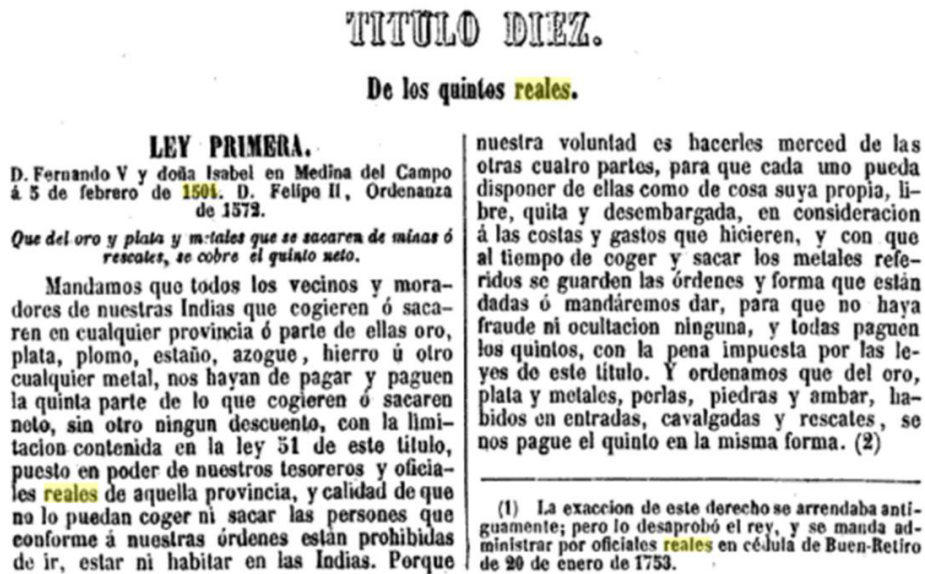 TITULO DIEZ.
De los quintos reales.
LEY PRIMERA.
D. Fernando V y doña Isabel en Medina del Campo
á 5 de febrero de 1504. D. Felipe II, Ordenanza
de 1572.
Que del oro y plata y metales que se sacaren de minas ó
rescates, se cobre el quinto neto.
Mandamos que todos los vecinos y mora-
dores de nuestras Indias que cogieren ó saca-
ren en cualquier provincia ó parte de ellas oro,
plata, plomo, estaño, azogue, hierro ú otro
cualquier metal, nos hayan de pagar y paguen
la quinta parte de lo que cogieren ó sacaren
neto, sin otro ningun descuento, con la limi-
tacion contenida en la ley 51 de este titulo,
puesto en poder de nuestros tesoreros y oficia-
les reales de aquella provincia, y calidad de que
no lo puedan coger ni sacar las personas que
conforme á nuestras órdenes están prohibidas
de ir, estar ni habitar en las Indias. Porque
nuestra voluntad es hacerles merced de las
otras cuatro partes, para que cada uno pueda
disponer de ellas como de cosa suya propia, li-
bre, quita y desembargada, en consideracion
á las costas y gastos que hicieren, y con que
al tiempo de coger y sacar los metales refe-
ridos se guarden las órdenes y forma que están
dadas ó mandáremos dar, para que no haya
fraude ni ocultacion ninguna, y todas paguen
los quintos, con la pena impuesta por las le-
yes de este titulo. Y ordenamos que del oro,
plata y metales, perlas, piedras y ambar, ha-
bidos en entradas, cavalgadas y rescates, se
nos pague el quinto en la misma forma. (2)
(1) La exaccion de este derecho se arrendaba anti-
guamente; pero lo desaprobó el rey, y se manda ad-
ministrar por oficiales reales en cédula de Buen-Retiro
de 20 de enero de 1753.